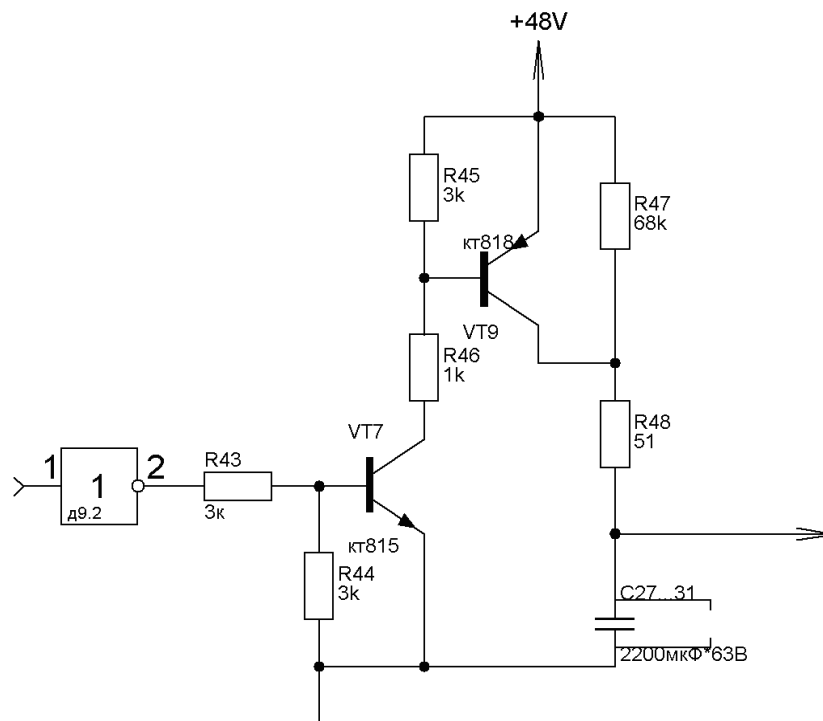 +48V
R45
3k
R47
68k
кт818
VT9
R46
1k
R48
51
VT7
1
1
2
д9.2
R43
3к
кт815
R44
3k
C27...31
2200мкФ*63В